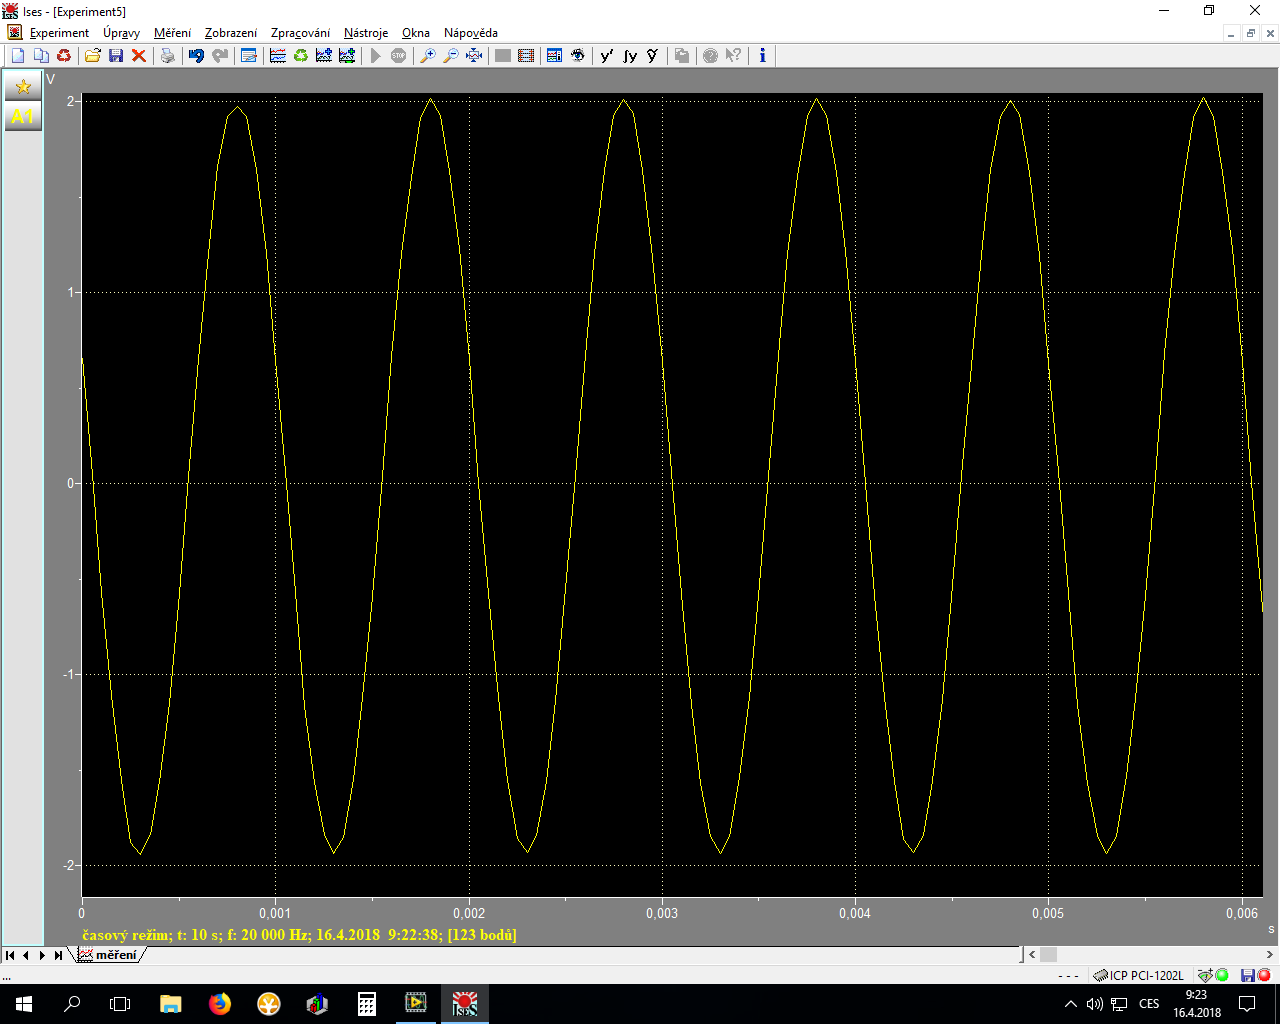 Ises - [Experiment5]
Experiment Úpravy Měření Zobrazení Zpracování Nástroje Okna Nápověda
STOP y′ ∫y ỹ i
A1
V
2
1
0
-1
-2
0 0,001 0,002 0,003 0,004 0,005 0,006
s
časový režim; t: 10 s; f: 20 000 Hz; 16.4.2018 9:22:38; [123 bodů]
měření
... - - - ICP PCI-1202L
CES
9:23
16.4.2018